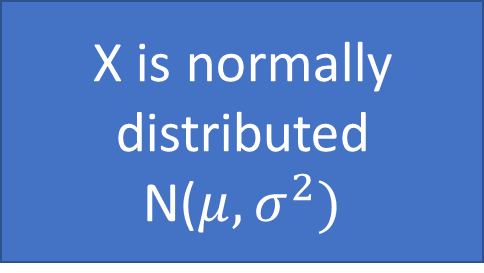 X is normally
distributed
N(𝜇, 𝜎²)